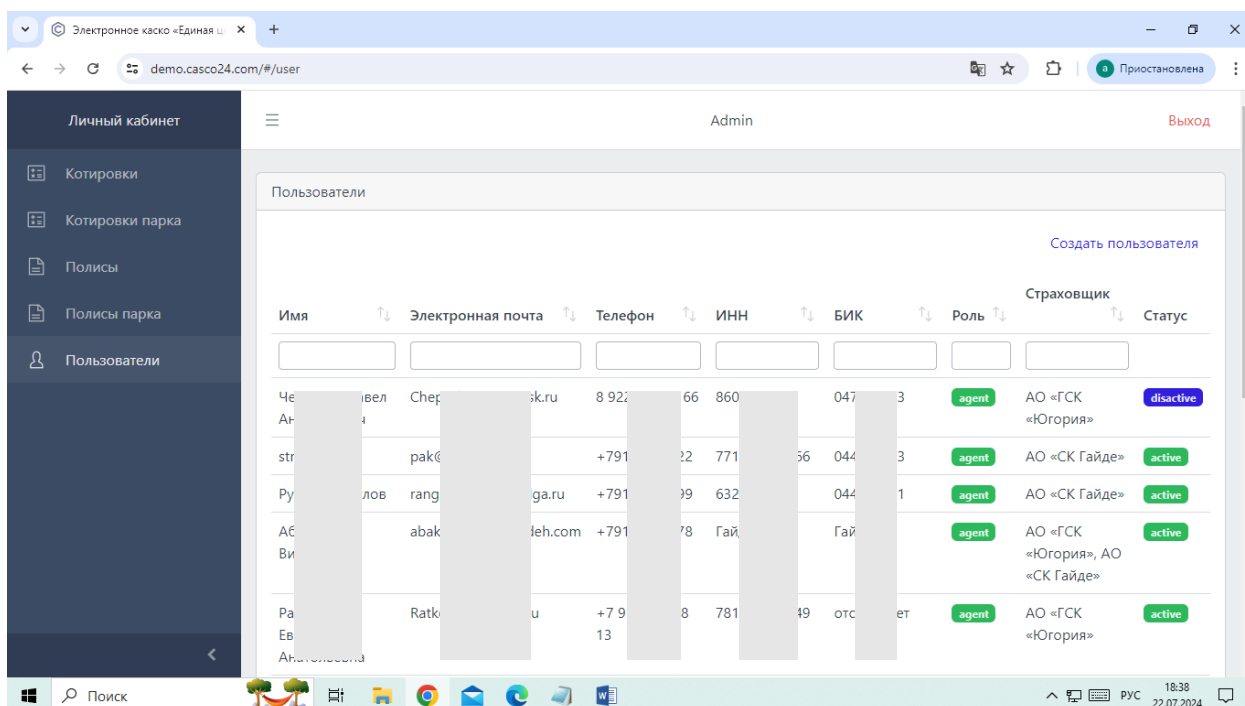 Электронное каско «Единая ц
demo.casco24.com/#/user
a Приостановлена
Личный кабинет
Admin
Выход
Котировки
Котировки парка
Полисы
Полисы парка
Пользователи
Пользователи
Создать пользователя
Имя Электронная почта Телефон ИНН БИК Роль Страховщик Статус
Че авел Chep sk.ru 8 922 66 860 047 3 agent АО «ГСК disactive
Ан ч «Югория»
str pak@ +791 22 771 66 044 3 agent АО «СК Гайде» active
Ру лов rang ga.ru +791 99 632 044 1 agent АО «СК Гайде» active
Аб abak deh.com +791 78 Гай Гай agent АО «ГСК active
Ви «Югория», АО
«СК Гайде»
Ра Ratk u +7 9 8 781 49 отс ет agent АО «ГСК active
Ев 13 «Югория»
Поиск
РУС
18:38
22.07.2024